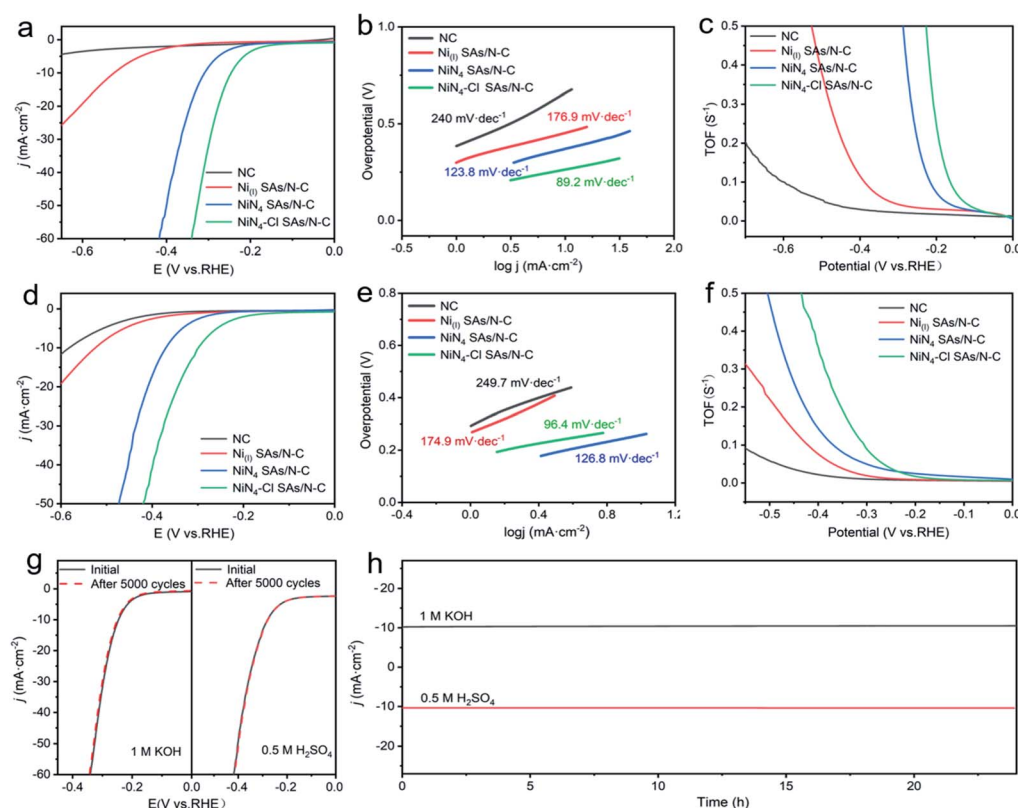 a
0
-10
-20
-30
-40
-50
-60
j (mA·cm⁻²)
NC
Ni(I) SAs/N-C
NiN₄ SAs/N-C
NiN₄-Cl SAs/N-C
-0.6 -0.4 -0.2 0.0
E (V vs.RHE)
b
1.0
0.5
0.0
Overpotential (V)
NC
Ni(I) SAs/N-C
NiN₄ SAs/N-C
NiN₄-Cl SAs/N-C
240 mV·dec⁻¹
176.9 mV·dec⁻¹
123.8 mV·dec⁻¹
89.2 mV·dec⁻¹
-0.5 0.0 0.5 1.0 1.5 2.0
log j (mA·cm⁻²)
c
0.5
0.4
0.3
0.2
0.1
0.0
TOF (S⁻¹)
NC
Ni(I) SAs/N-C
NiN₄ SAs/N-C
NiN₄-Cl SAs/N-C
-0.6 -0.4 -0.2 0.0
Potential (V vs.RHE)
d
0
-10
-20
-30
-40
-50
j (mA·cm⁻²)
NC
Ni(I) SAs/N-C
NiN₄ SAs/N-C
NiN₄-Cl SAs/N-C
-0.6 -0.4 -0.2 0.0
E (V vs.RHE)
e
0.8
0.6
0.4
0.2
0.0
Overpotential (V)
NC
Ni(I) SAs/N-C
NiN₄ SAs/N-C
NiN₄-Cl SAs/N-C
249.7 mV·dec⁻¹
174.9 mV·dec⁻¹
96.4 mV·dec⁻¹
126.8 mV·dec⁻¹
-0.4 0.0 0.4 0.8
logj (mA·cm⁻²)
f
0.5
0.4
0.3
0.2
0.1
0.0
TOF (S⁻¹)
NC
Ni(I) SAs/N-C
NiN₄ SAs/N-C
NiN₄-Cl SAs/N-C
-0.5 -0.4 -0.3 -0.2 -0.1 0.0
Potential (V vs.RHE)
g
Initial
After 5000 cycles
Initial
After 5000 cycles
0
-10
-20
-30
-40
-50
-60
j (mA·cm⁻²)
1 M KOH
0.5 M H₂SO₄
-0.4 -0.2 0.0 -0.4 -0.2 0.0
E(V vs.RHE)
h
-20
-10
0
-10
-20
j (mA·cm⁻²)
1 M KOH
0.5 M H₂SO₄
0 5 10 15 20
Time (h)